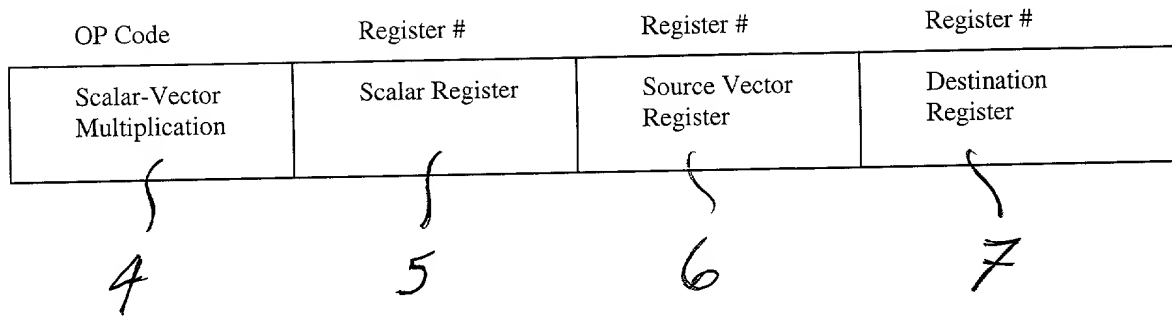 OP Code Register # Register # Register #
Scalar-Vector Multiplication Scalar Register Source Vector Register Destination Register
4 5 6 7